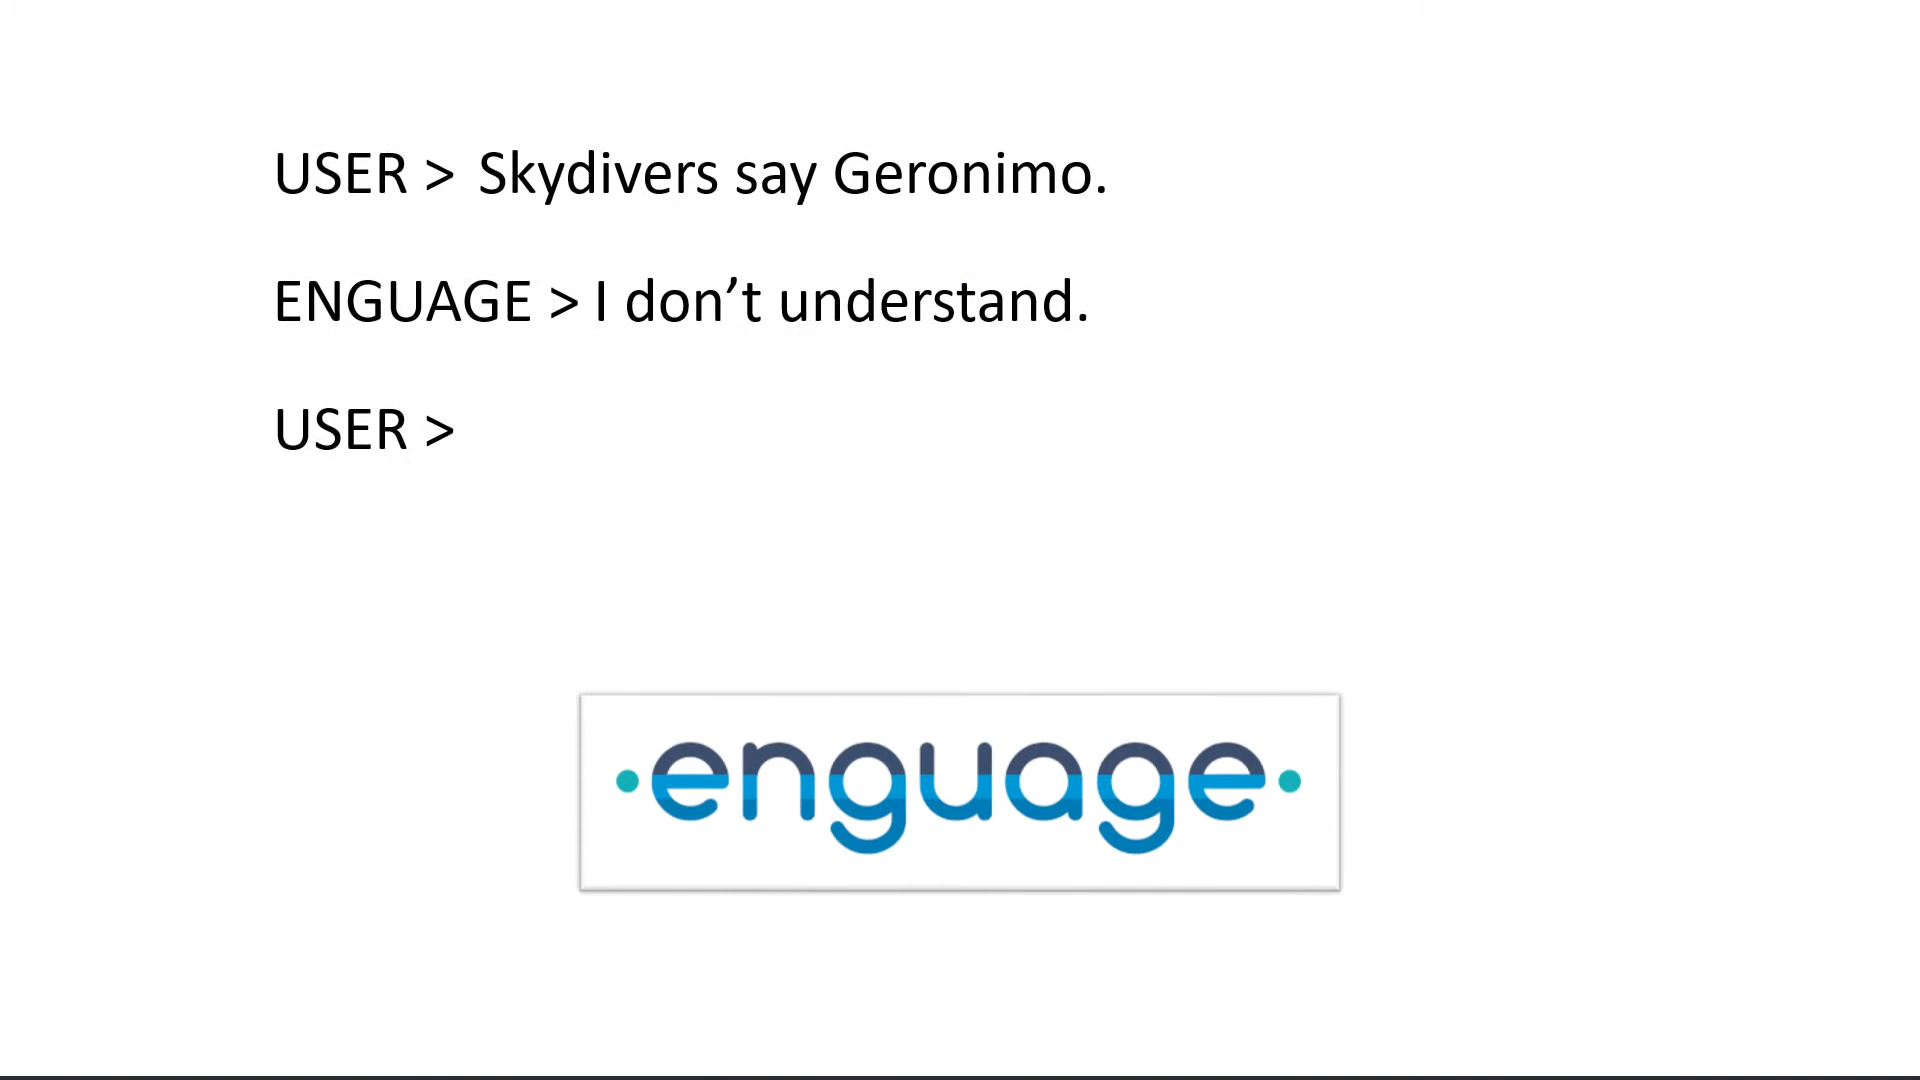 USER > Skydivers say Geronimo.
ENGUAGE > I don’t understand.
USER >
enguage